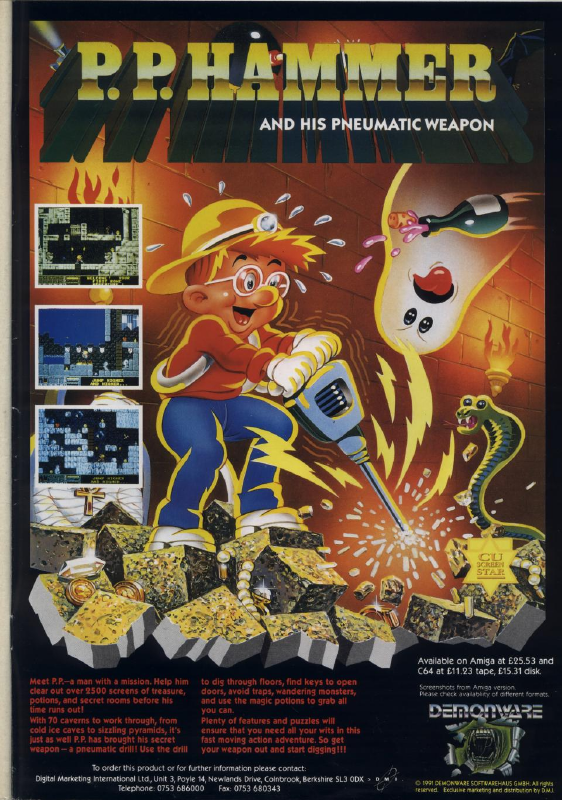 P.P. HAMMER
AND HIS PNEUMATIC WEAPON
CU
SCREEN
STAR
Meet P.P.—a man with a mission. Help him
clear out over 2500 screens of treasure,
potions, and secret rooms before his
time runs out!
With 70 caverns to work through, from
cold ice caves to sizzling pyramids, it's
just as well P.P. has brought his secret
weapon — a pneumatic drill! Use the drill
to dig through floors, find keys to open
doors, avoid traps, wandering monsters,
and use the magic potions to grab all
you can.
Plenty of features and puzzles will
ensure that you need all your wits in this
fast moving action adventure. So get
your weapon out and start digging!!!
Available on Amiga at £25.53 and
C64 at £11.23 tape, £15.31 disk.
Screenshots from Amiga version.
Please check availability of different formats.
DEMONWARE
To order this product or for further information please contact:
Digital Marketing International Ltd., Unit 3, Poyle 14, Newlands Drive, Colnbrook, Berkshire SL3 0DX > D M I
Telephone: 0753 686000 Fax: 0753 680343
© 1991 DEMONWARE SOFTWAREHAUS GMBH. All rights
reserved. Exclusive marketing and distribution by D.M.I.